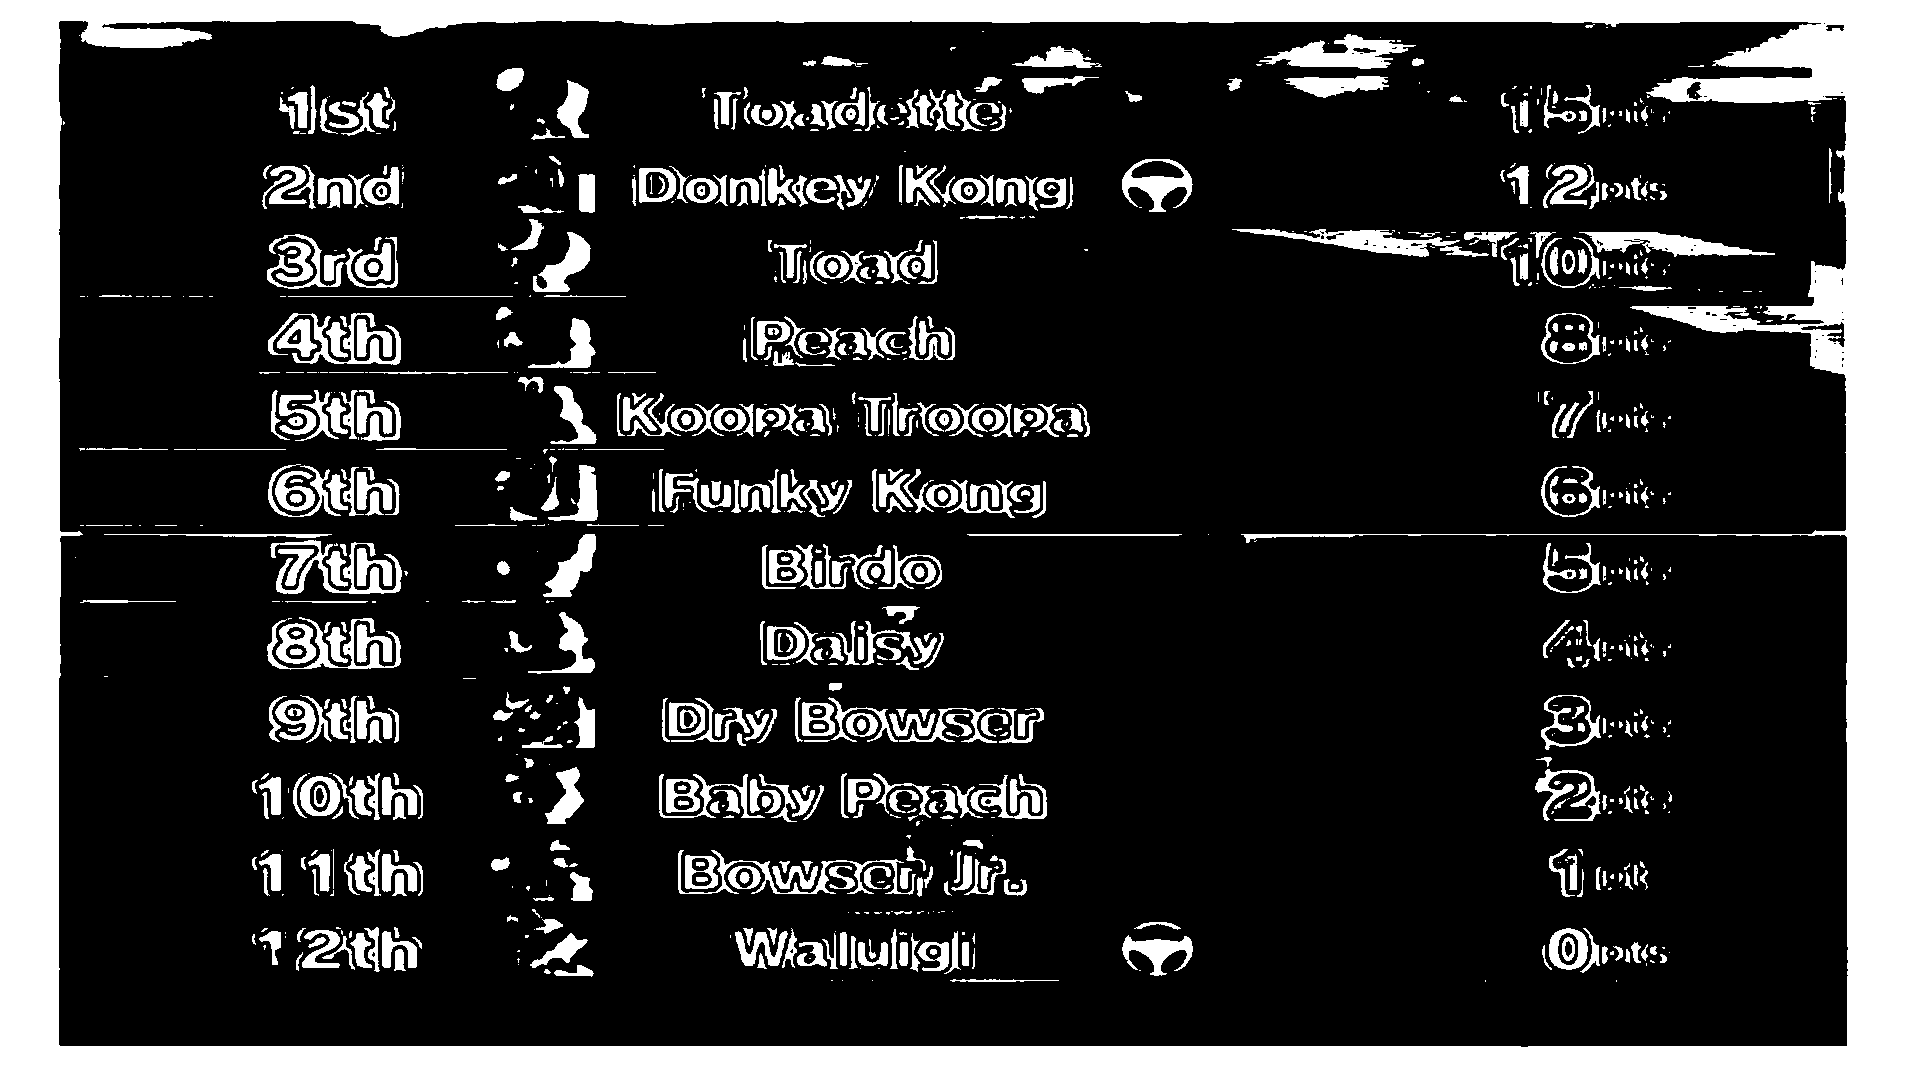 1st Toadette 15pts
2nd Donkey Kong 12pts
3rd Toad 10pts
4th Peach 8pts
5th Koopa Troopa 7pts
6th Funky Kong 6pts
7th Birdo 5pts
8th Daisy 4pts
9th Dry Bowser 3pts
10th Baby Peach 2pts
11th Bowser Jr. 1pt
12th Waluigi 0pts